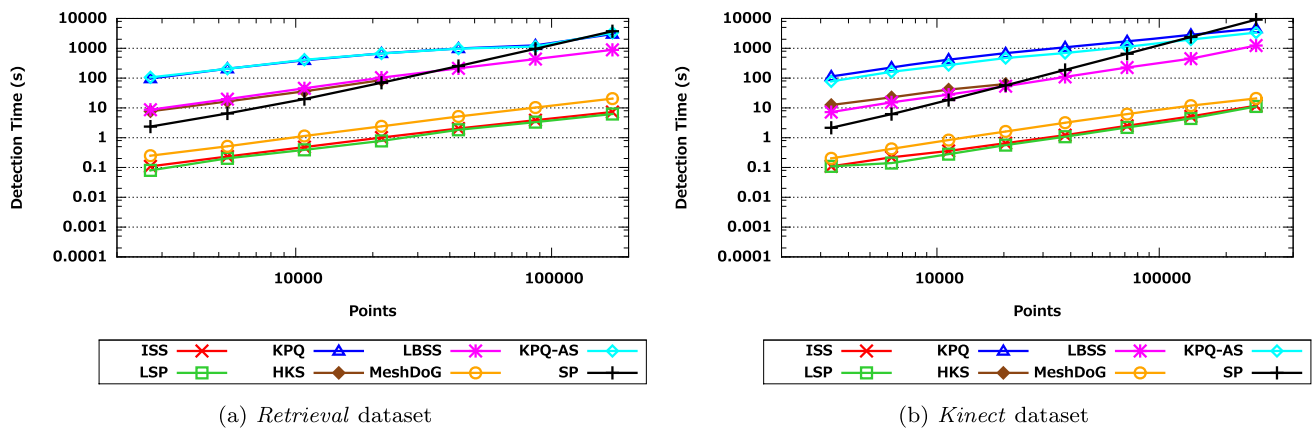 Detection Time (s)
10000
1000
100
10
1
0.1
0.01
0.001
0.0001
10000 100000
Points
ISS KPQ LBSS KPQ-AS
LSP HKS MeshDoG SP
(a) Retrieval dataset
Detection Time (s)
10000
1000
100
10
1
0.1
0.01
0.001
0.0001
10000 100000
Points
ISS KPQ LBSS KPQ-AS
LSP HKS MeshDoG SP
(b) Kinect dataset